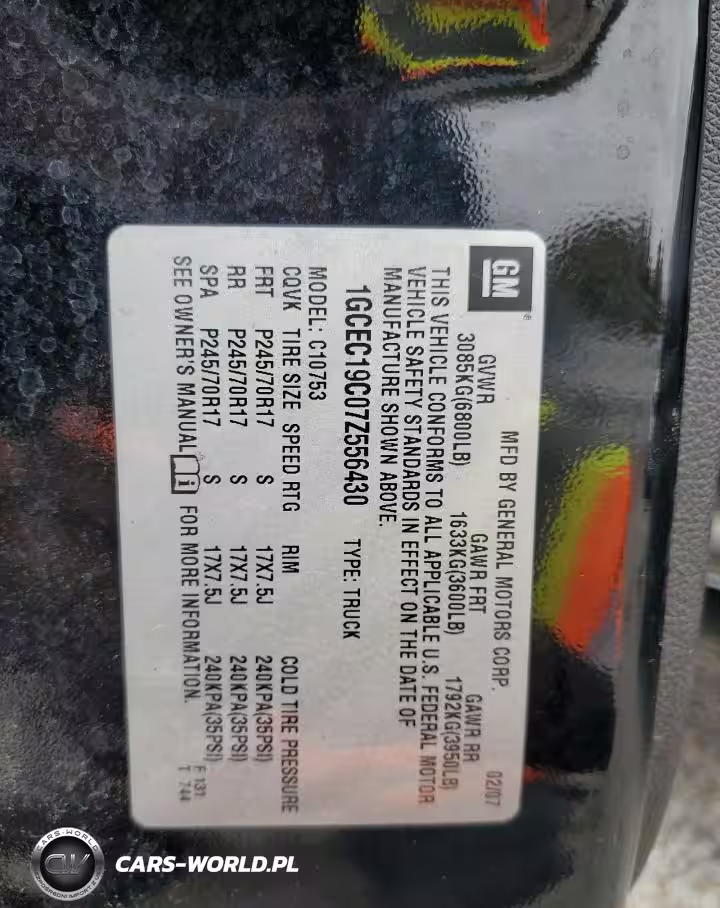 GM
MFD BY GENERAL MOTORS CORP. 02/07
GVWR GAWR FRT GAWR RR
3085KG(6800LB) 1633KG(3600LB) 1792KG(3950LB)
THIS VEHICLE CONFORMS TO ALL APPLICABLE U.S. FEDERAL MOTOR
VEHICLE SAFETY STANDARDS IN EFFECT ON THE DATE OF
MANUFACTURE SHOWN ABOVE.
1GCEC19C07Z556430 TYPE: TRUCK
MODEL: C10753
CQVK TIRE SIZE SPEED RTG RIM COLD TIRE PRESSURE
FRT P245/70R17 S 17X7.5J 240KPA(35PSI)
RR P245/70R17 S 17X7.5J 240KPA(35PSI)
SPA P245/70R17 S 17X7.5J 240KPA(35PSI)
SEE OWNER'S MANUAL i FOR MORE INFORMATION.
F 131
T 744
CARS-WORLD.PL
CARS-WORLD